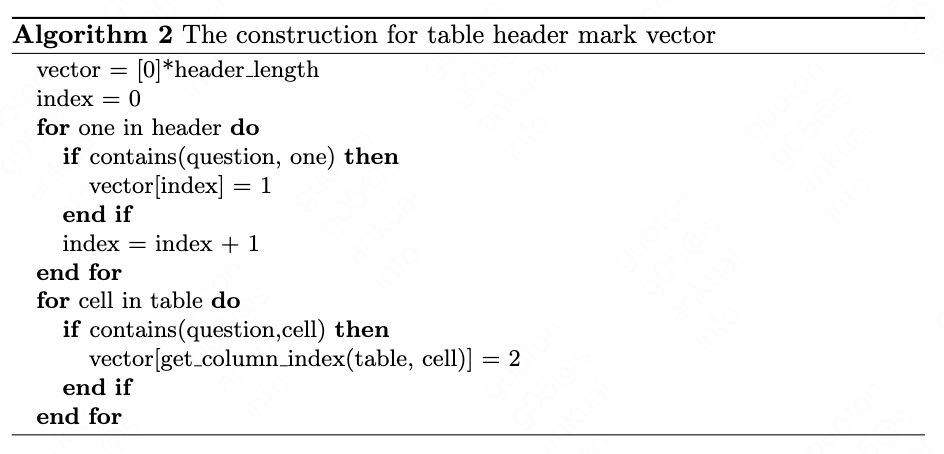 Algorithm 2 The construction for table header mark vector
vector = [0]*header_length
index = 0
for one in header do
if contains(question, one) then
vector[index] = 1
end if
index = index + 1
end for
for cell in table do
if contains(question,cell) then
vector[get_column_index(table, cell)] = 2
end if
end for